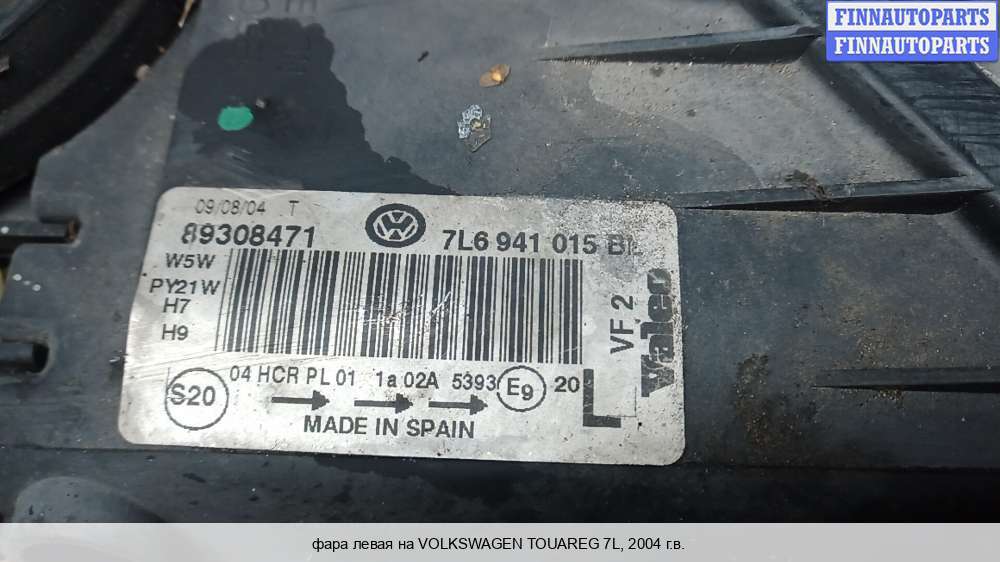 FINNAUTOPARTS
FINNAUTOPARTS
09/08/04 T
89308471
7L6 941 015 BL
W5W
PY21W
H7
H9
VF 2
Valeo
04 HCR PL 01 1a 02A 5393 E9 20
S20
L
MADE IN SPAIN
фара левая на VOLKSWAGEN TOUAREG 7L, 2004 г.в.